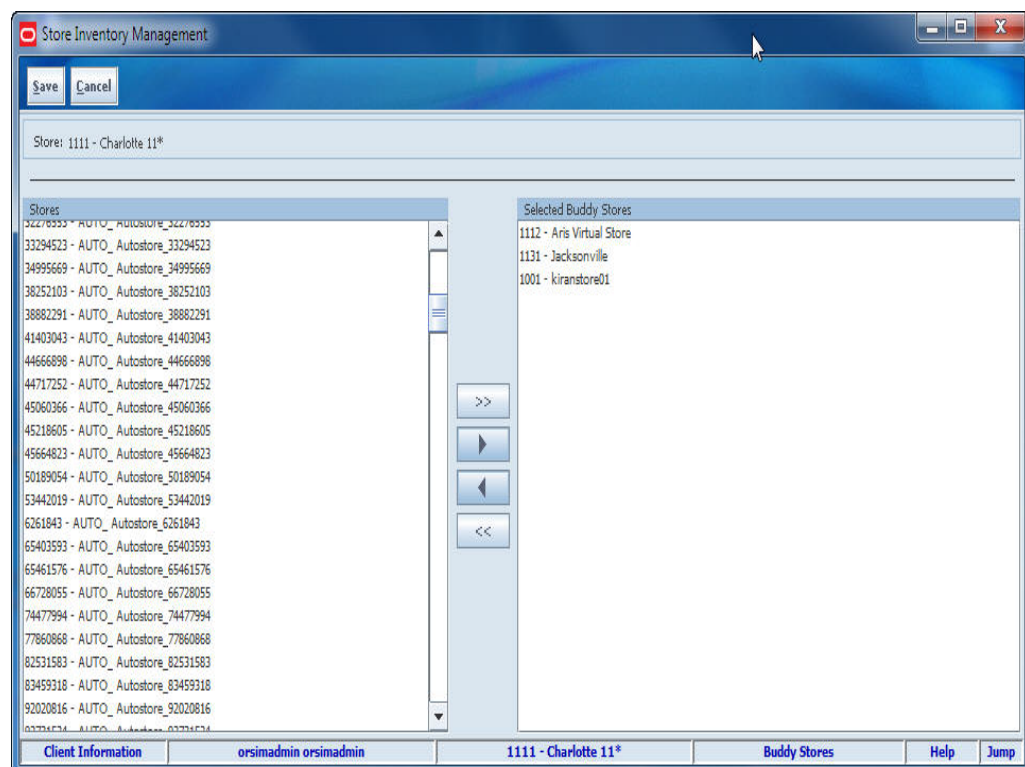 Store Inventory Management
X
Save Cancel
Store: 1111 - Charlotte 11*
Stores
32276553 - AUTO_ Autostore_32276553
33294523 - AUTO_ Autostore_33294523
34995669 - AUTO_ Autostore_34995669
38252103 - AUTO_ Autostore_38252103
38882291 - AUTO_ Autostore_38882291
41403043 - AUTO_ Autostore_41403043
44666898 - AUTO_ Autostore_44666898
44717252 - AUTO_ Autostore_44717252
45060366 - AUTO_ Autostore_45060366
45218605 - AUTO_ Autostore_45218605
45664823 - AUTO_ Autostore_45664823
50189054 - AUTO_ Autostore_50189054
53442019 - AUTO_ Autostore_53442019
6261843 - AUTO_ Autostore_6261843
65403593 - AUTO_ Autostore_65403593
65461576 - AUTO_ Autostore_65461576
66728055 - AUTO_ Autostore_66728055
74477994 - AUTO_ Autostore_74477994
77860868 - AUTO_ Autostore_77860868
82531583 - AUTO_ Autostore_82531583
83459318 - AUTO_ Autostore_83459318
92020816 - AUTO_ Autostore_92020816
>>
<<
Selected Buddy Stores
1112 - Aris Virtual Store
1131 - Jacksonville
1001 - kiranstore01
Client Information orsimadmin orsimadmin 1111 - Charlotte 11* Buddy Stores Help Jump